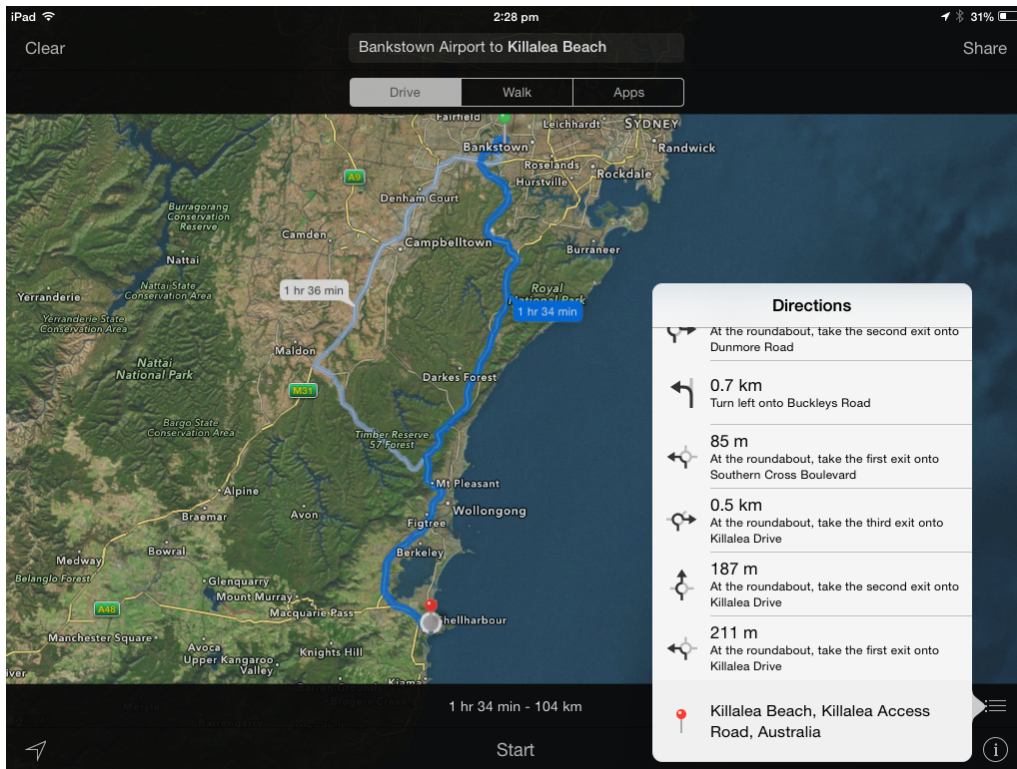 iPad
2:28 pm
31%
Clear
Bankstown Airport to Killalea Beach
Share
Drive
Walk
Apps
Fairfield
Leichhardt
SYDNEY
Bankstown
Randwick
Roselands
Rockdale
A9
Hurstville
Denham Court
Burragorang
Conservation
Reserve
Camden
Campbelltown
Burraneer
Nattai
Nattai State
Conservation Area
1 hr 36 min
Royal
National Park
1 hr 34 min
Yerranderie
Yerranderie State
Conservation Area
Maldon
Nattai
National Park
Darkes Forest
M31
Bargo State
Conservation Area
Timber Reserve
57 Forest
Mt Pleasant
Alpine
Wollongong
Braemar
Avon
Figtree
Bowral
Berkeley
Medway
Belanglo Forest
Glenquarry
Mount Murray
A48
Macquarie Pass
hellharbour
Manchester Square
Avoca
Knights Hill
Upper Kangaroo
Valley
iver
Kiama
Directions
At the roundabout, take the second exit onto
Dunmore Road
0.7 km
Turn left onto Buckleys Road
85 m
At the roundabout, take the first exit onto
Southern Cross Boulevard
0.5 km
At the roundabout, take the third exit onto
Killalea Drive
187 m
At the roundabout, take the second exit onto
Killalea Drive
211 m
At the roundabout, take the first exit onto
Killalea Drive
Killalea Beach, Killalea Access
Road, Australia
1 hr 34 min - 104 km
Start